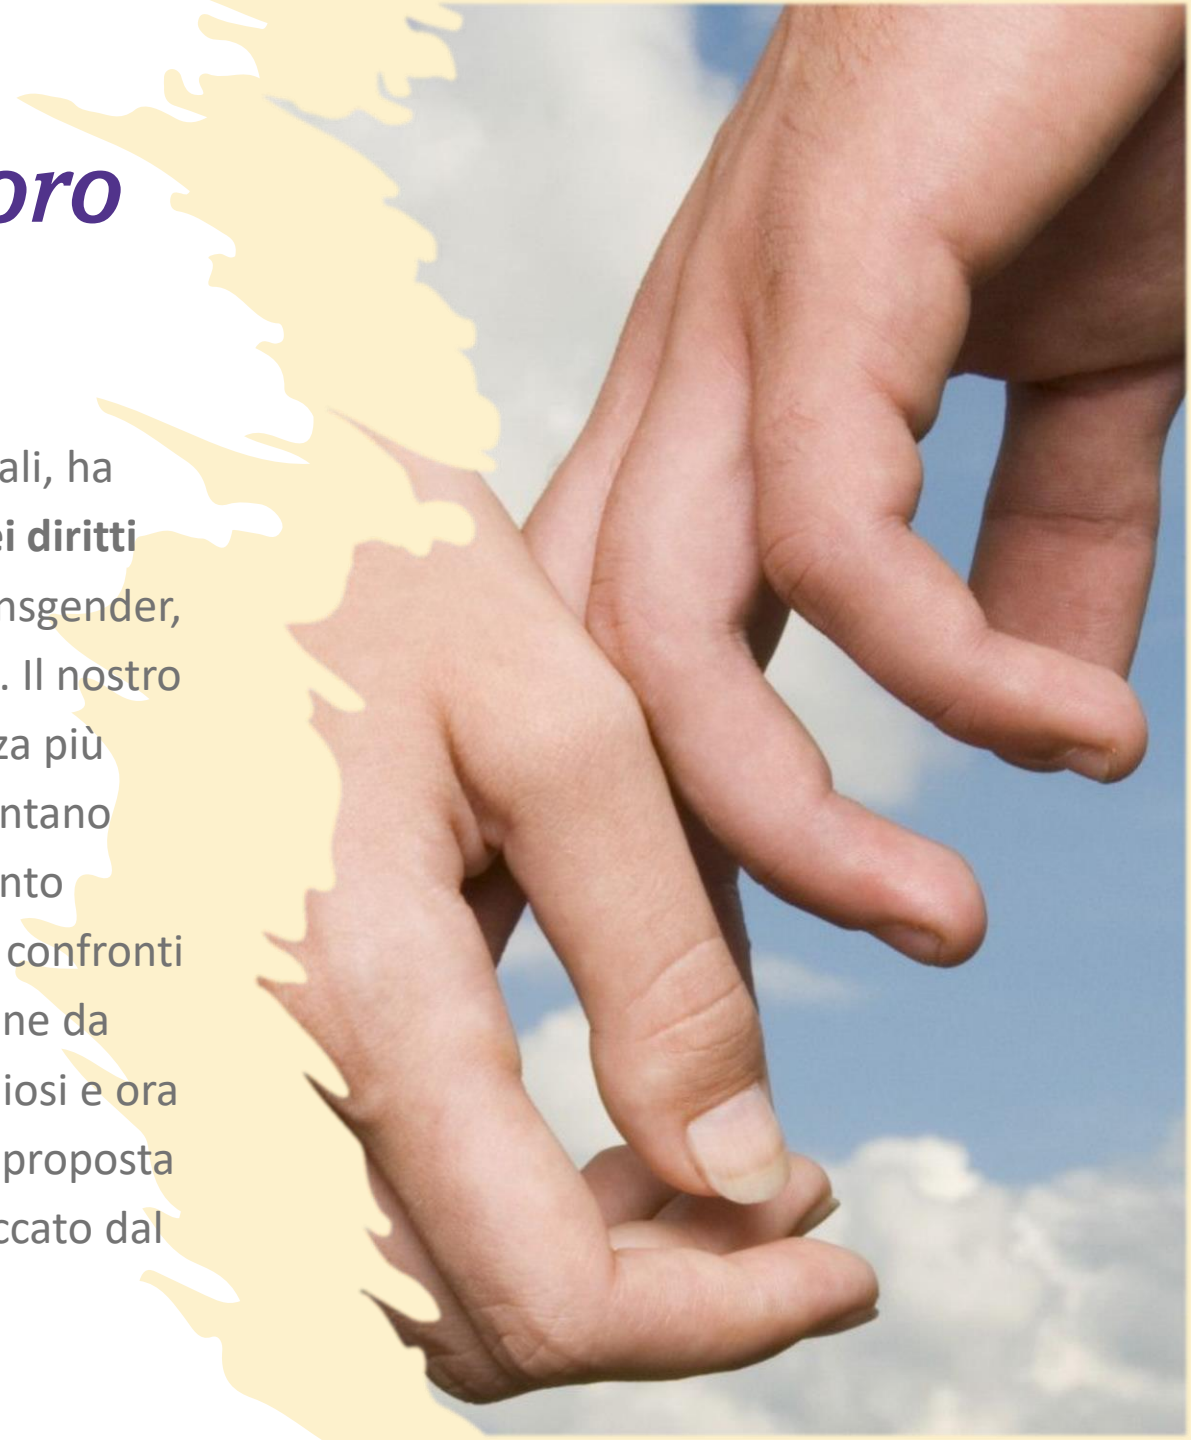 oro
ali, ha
ei diritti
nsgender,
. Il nostro
za più
ntano
nto
confronti
ne da
iosi e ora
proposta
ccato dal